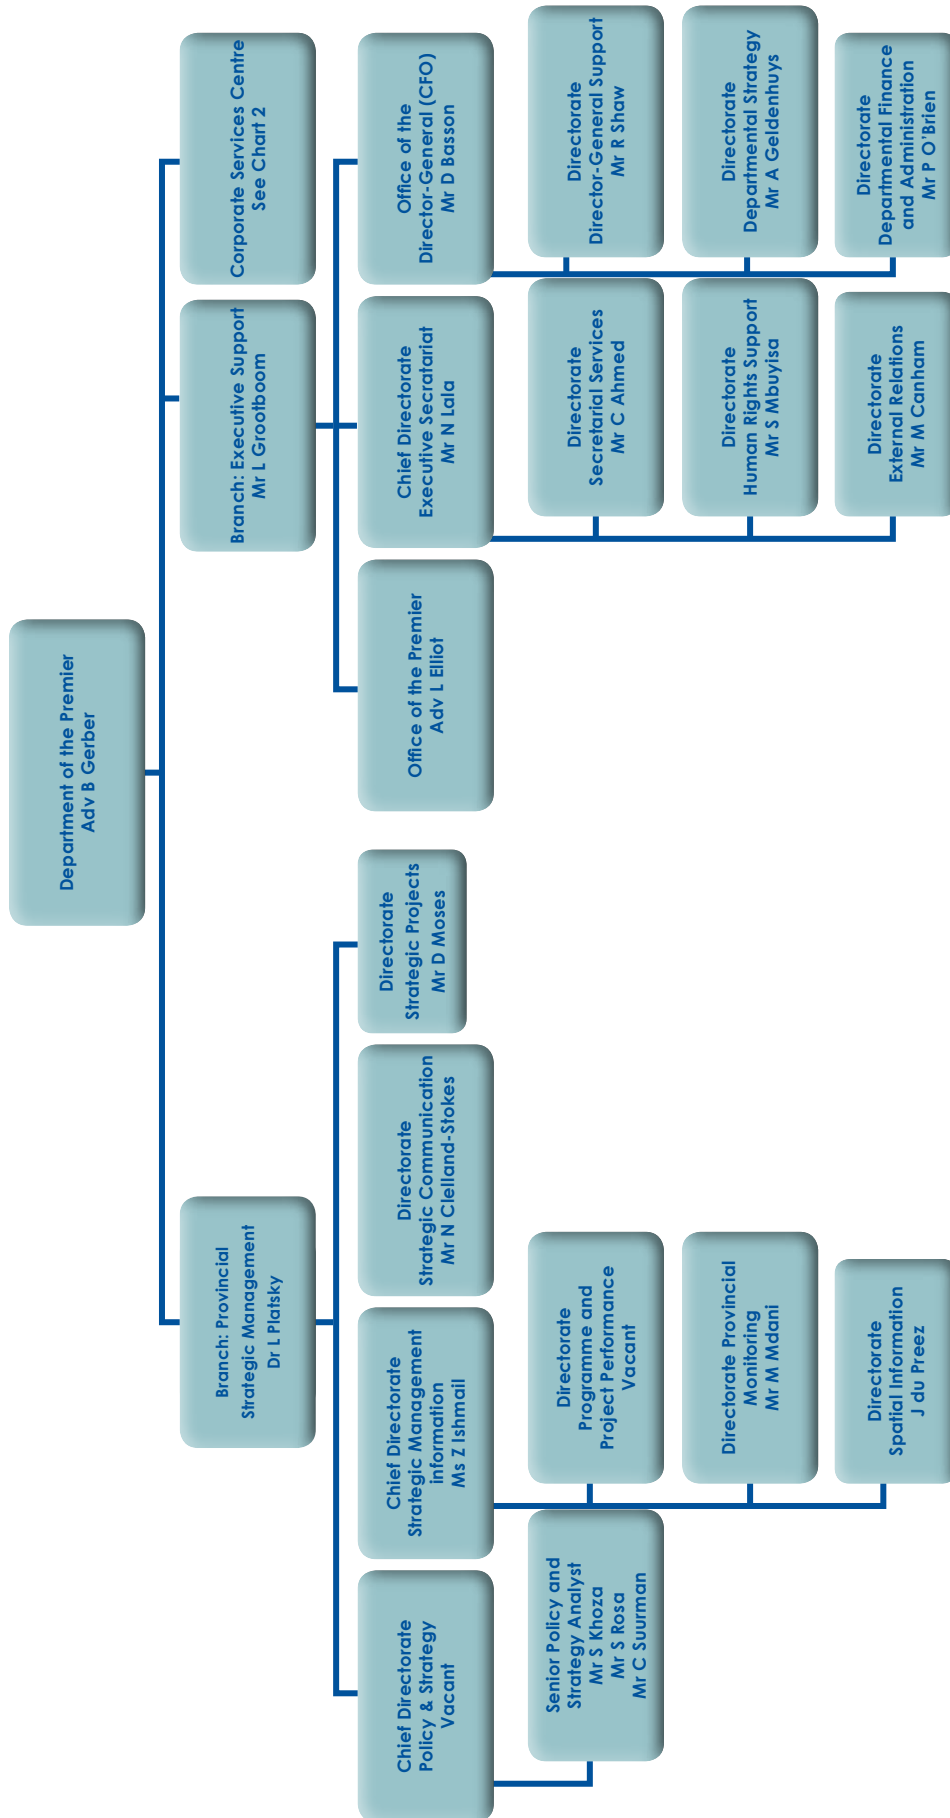 Department of the Premier
Adv B Gerber
Branch: Provincial
Strategic Management
Dr L Platsky
Branch: Executive Support
Mr L Grootboom
Corporate Services Centre
See Chart 2
Chief Directorate
Policy & Strategy
Vacant
Chief Directorate
Strategic Management
information
Ms Z Ishmail
Directorate
Strategic Communication
Mr N Clelland-Stokes
Directorate
Strategic Projects
Mr D Moses
Office of the Premier
Adv L Elliot
Chief Directorate
Executive Secratariat
Mr N Lala
Office of the
Director-General (CFO)
Mr D Basson
Senior Policy and
Strategy Analyst
Mr S Khoza
Mr S Rosa
Mr C Suurman
Directorate
Programme and
Project Performance
Vacant
Directorate Provincial
Monitoring
Mr M Mdani
Directorate
Spatial Information
J du Preez
Directorate
Secretarial Services
Mr C Ahmed
Directorate
Human Rights Support
Mr S Mbuyisa
Directorate
External Relations
Mr M Canham
Directorate
Director-General Support
Mr R Shaw
Directorate
Departmental Strategy
Mr A Geldenhuys
Directorate
Departmental Finance
and Administration
Mr P O'Brien